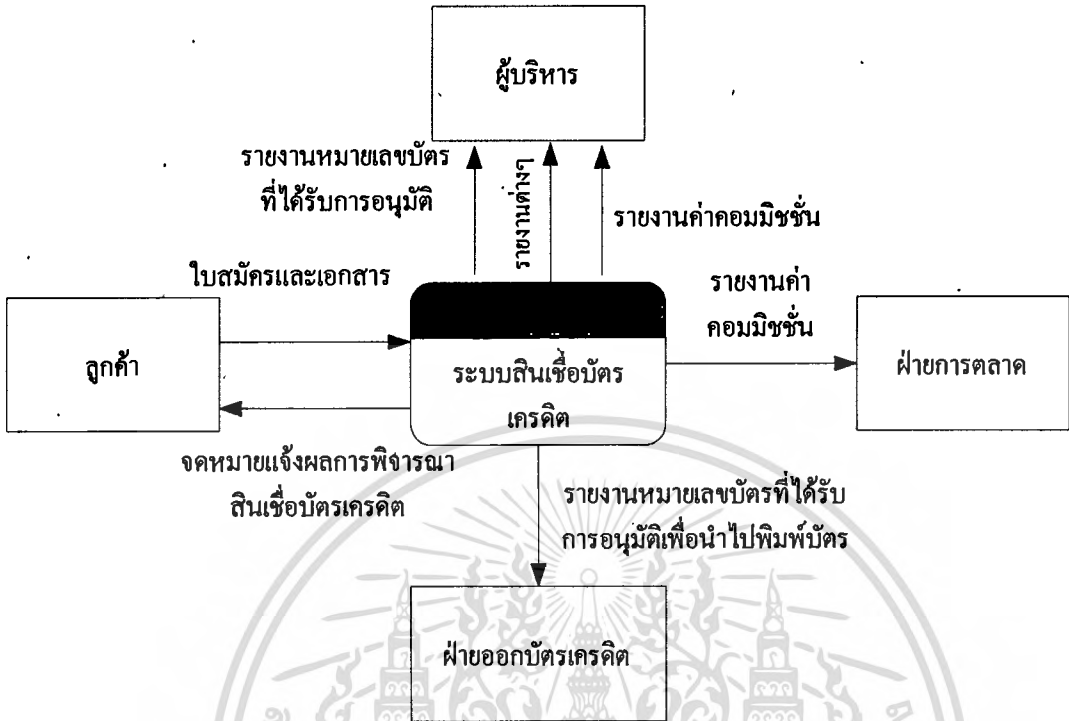 ผู้บริหาร
รายงานหมายเลขบัตร
ที่ได้รับการอนุมัติ
รายงานต่างๆ
รายงานค่าคอมมิชชั่น
ใบสมัครและเอกสาร
รายงานค่า
คอมมิชชั่น
ลูกค้า
ระบบสินเชื่อบัตร
เครดิต
ฝ่ายการตลาด
จดหมายแจ้งผลการพิจารณา
สินเชื่อบัตรเครดิต
รายงานหมายเลขบัตรที่ได้รับ
การอนุมัติเพื่อนำไปพิมพ์บัตร
ฝ่ายออกบัตรเครดิต